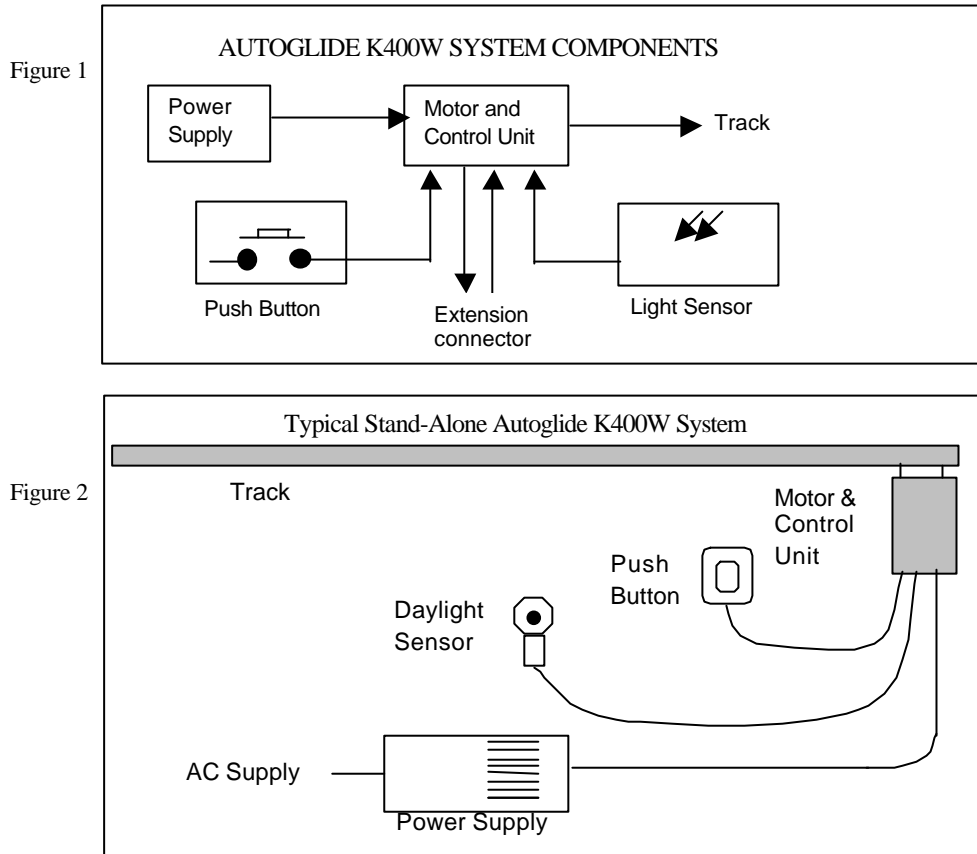 Figure 1
AUTOGLIDE K400W SYSTEM COMPONENTS
Power
Supply
Motor and
Control Unit
Track
Push Button
Extension
connector
Light Sensor
Figure 2
Typical Stand-Alone Autoglide K400W System
Track
Motor &
Control
Unit
Push
Button
Daylight
Sensor
AC Supply
Power Supply